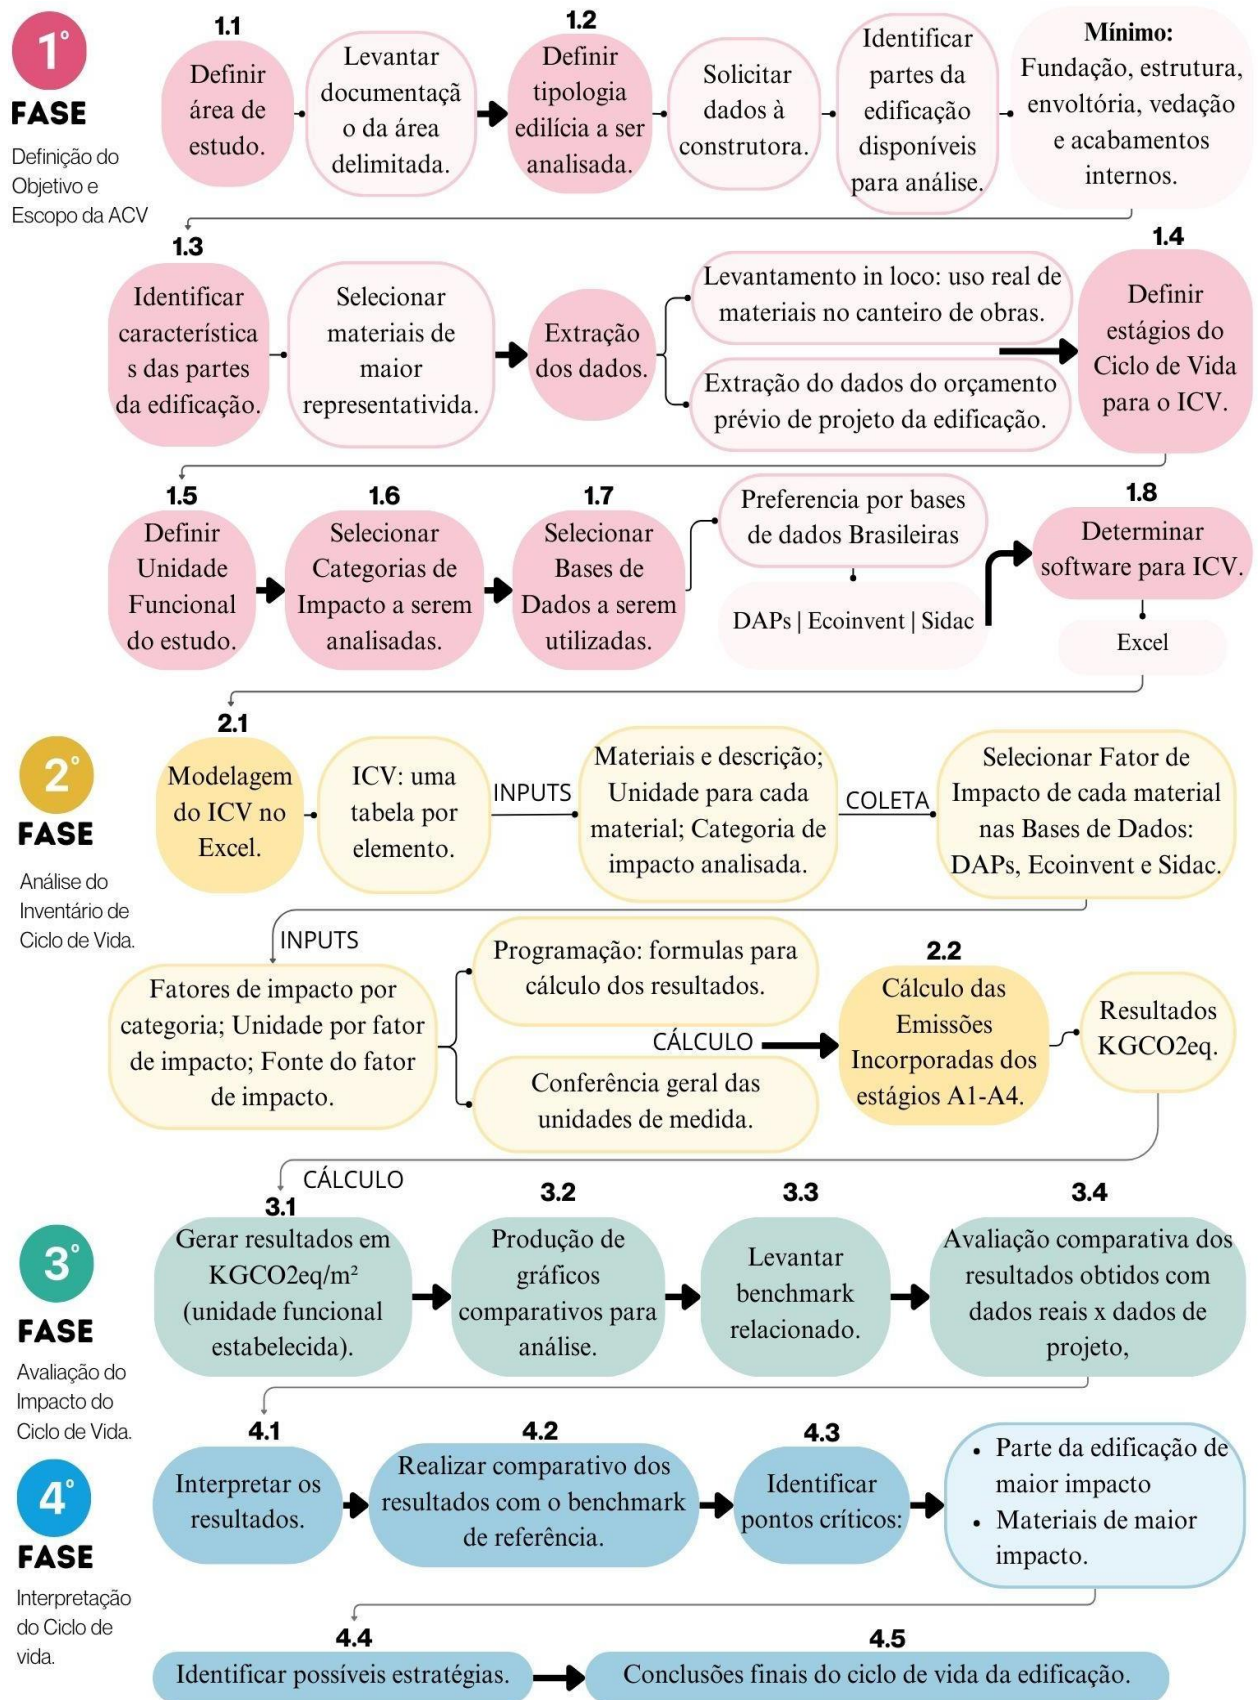 1°
FASE
Definição do
Objetivo e
Escopo da ACV
1.1
Definir
área de
estudo.
Levantar
documentaçã
o da área
delimitada.
1.2
Definir
tipologia
edilícia a ser
analisada.
Solicitar
dados à
construtora.
Identificar
partes da
edificação
disponíveis
para análise.
Mínimo:
Fundação, estrutura,
envoltória, vedação
e acabamentos
internos.
1.3
Identificar
característica
s das partes
da edificação.
Selecionar
materiais de
maior
representativida.
Extração
dos dados.
Levantamento in loco: uso real de
materiais no canteiro de obras.
Extração do dados do orçamento
prévio de projeto da edificação.
1.4
Definir
estágios do
Ciclo de Vida
para o ICV.
1.5
Definir
Unidade
Funcional
do estudo.
1.6
Selecionar
Categorias de
Impacto a serem
analisadas.
1.7
Selecionar
Bases de
Dados a serem
utilizadas.
Preferencia por bases
de dados Brasileiras
DAPs | Ecoinvent | Sidac
1.8
Determinar
software para ICV.
Excel
2°
FASE
Análise do
Inventário de
Ciclo de Vida.
2.1
Modelagem
do ICV no
Excel.
ICV: uma
tabela por
elemento.
INPUTS
Materiais e descrição;
Unidade para cada
material; Categoria de
impacto analisada.
COLETA
Selecionar Fator de
Impacto de cada material
nas Bases de Dados:
DAPs, Ecoinvent e Sidac.
INPUTS
Fatores de impacto por
categoria; Unidade por fator
de impacto; Fonte do fator
de impacto.
Programação: formulas para
cálculo dos resultados.
Conferência geral das
unidades de medida.
CÁLCULO
2.2
Cálculo das
Emissões
Incorporadas dos
estágios A1-A4.
Resultados
KGCO2eq.
CÁLCULO
3°
FASE
Avaliação do
Impacto do
Ciclo de Vida.
3.1
Gerar resultados em
KGCO2eq/m²
(unidade funcional
estabelecida).
3.2
Produção de
gráficos
comparativos para
análise.
3.3
Levantar
benchmark
relacionado.
3.4
Avaliação comparativa dos
resultados obtidos com
dados reais x dados de
projeto,
4°
FASE
Interpretação
do Ciclo de
vida.
4.1
Interpretar os
resultados.
4.2
Realizar comparativo dos
resultados com o benchmark
de referência.
4.3
Identificar
pontos críticos:
• Parte da edificação de
maior impacto
• Materiais de maior
impacto.
4.4
Identificar possíveis estratégias.
4.5
Conclusões finais do ciclo de vida da edificação.